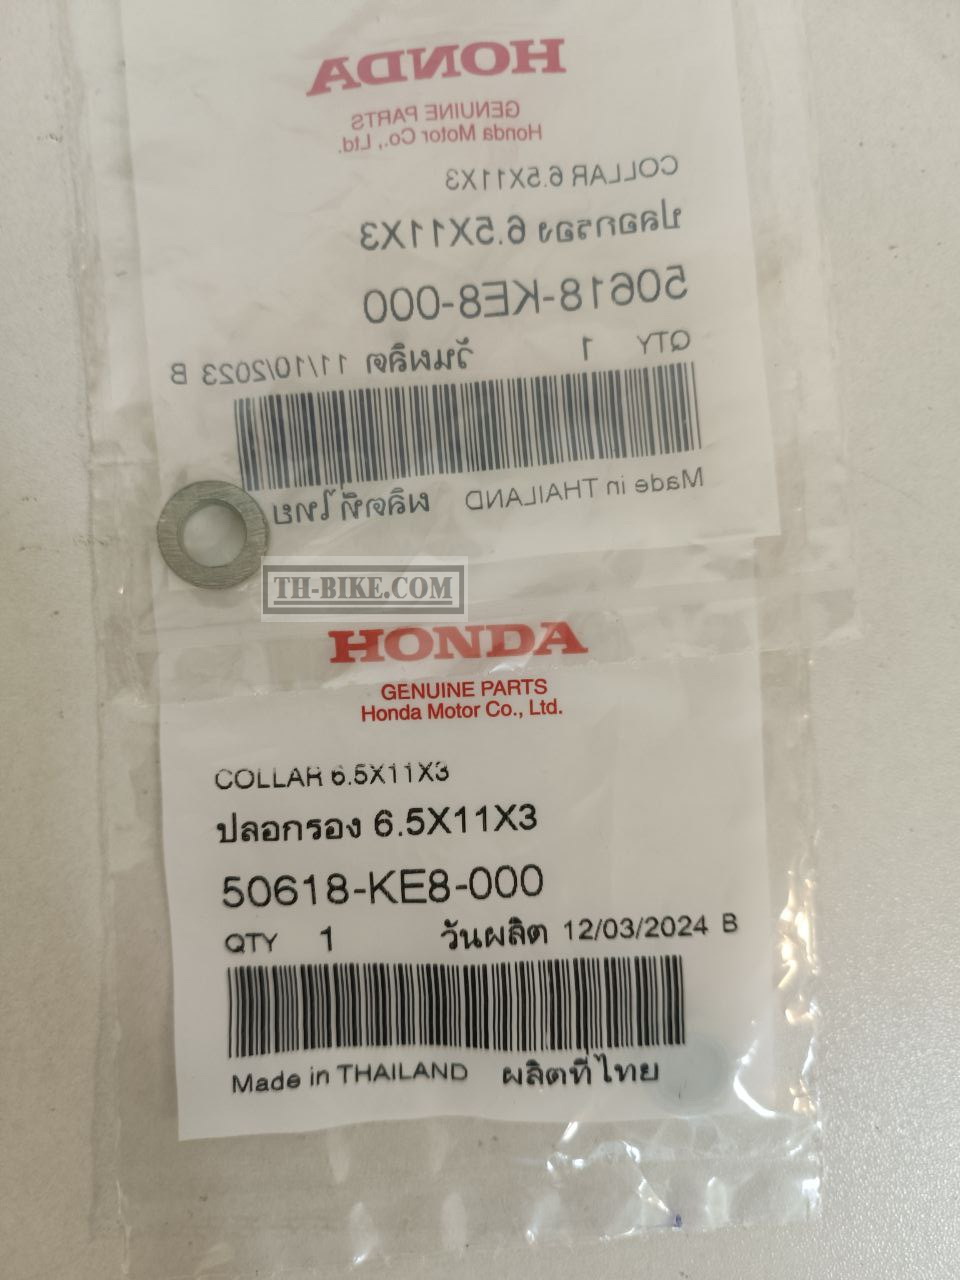 HONDA
GENUINE PARTS
Honda Motor Co., Ltd.
COLLAR 6.5X11X3
ปลอกรอง 6.5X11X3
50618-KE8-000
QTY 1 วันผลิต 11/10/2023 B
Made in THAILAND ผลิตที่ไทย
TH-BIKE.COM
HONDA
GENUINE PARTS
Honda Motor Co., Ltd.
COLLAR 6.5X11X3
ปลอกรอง 6.5X11X3
50618-KE8-000
QTY 1 วันผลิต 12/03/2024 B
Made in THAILAND ผลิตที่ไทย